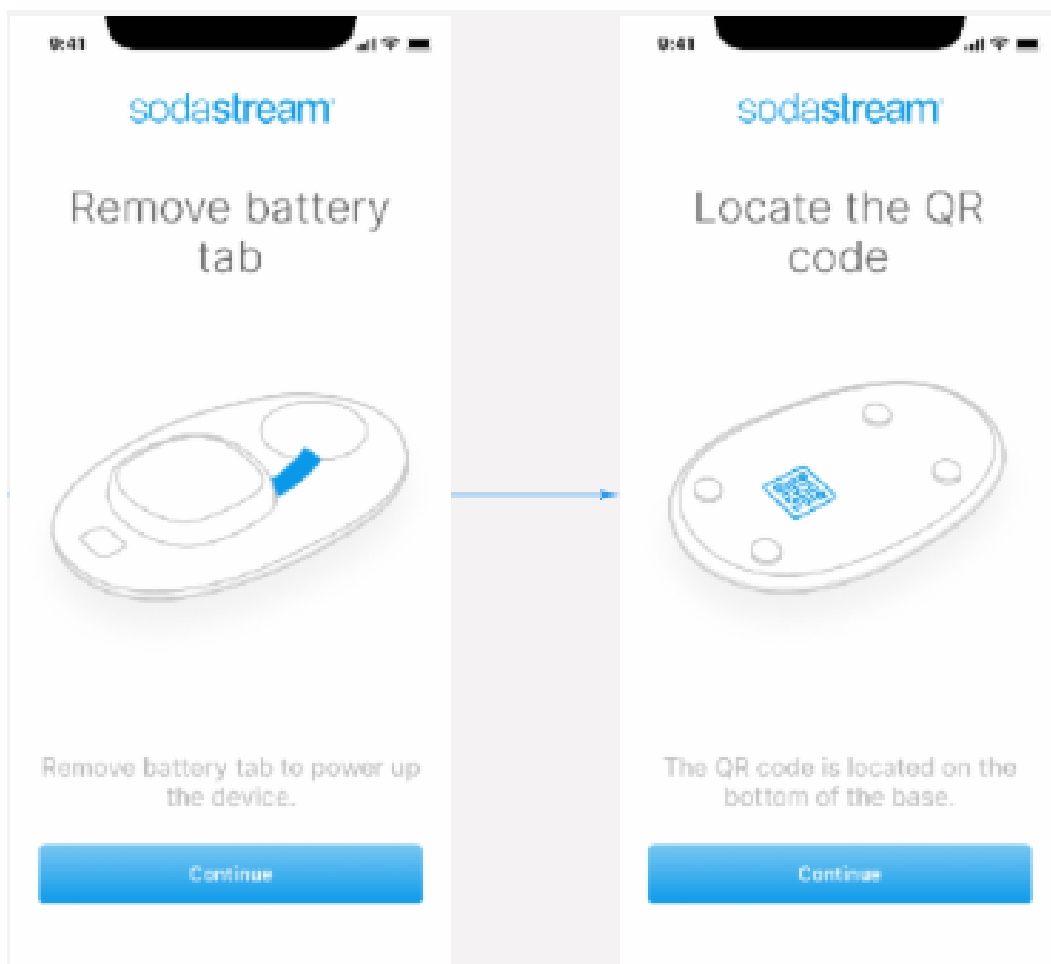 9:41
sodastream
Remove battery
tab
Remove battery tab to power up
the device.
Continue
9:41
sodastream
Locate the QR
code
The QR code is located on the
bottom of the base.
Continue